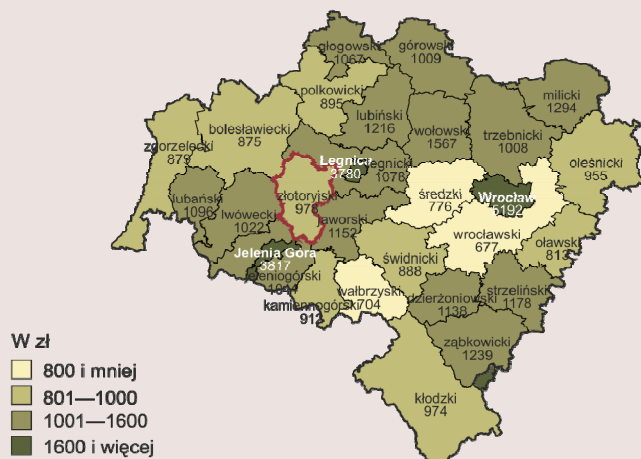 głogowski
1067
górowski
1009
polkowicki
895
milicki
1294
lubiński
1216
bolesławiecki
875
wołowski
1567
trzebnicki
1008
zgorzelecki
879
oleśnicki
955
Legnica
3780
legnicki
1078
złotoryjski
978
średzki
776
Wrocław
5192
lubański
1096
lwówecki
1022
jaworski
1152
wrocławski
677
oławski
Jelenia Góra
3817
świdnicki
888
jeleniogórski
wałbrzyski
704
dzierżoniowski
1138
strzeliński
1178
kamiennogórski
912
ząbkowicki
1239
kłodzki
974
W zł
800 i mniej
801—1000
1001—1600
1600 i więcej